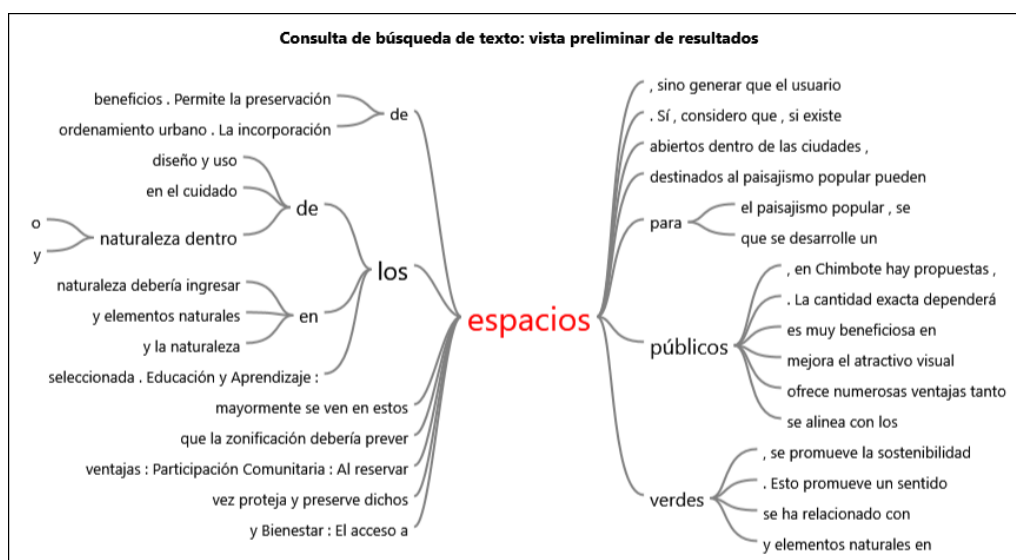 Consulta de búsqueda de texto: vista preliminar de resultados
beneficios . Permite la preservación
ordenamiento urbano . La incorporación
de
diseño y uso
en el cuidado
o
y
naturaleza dentro
de
naturaleza debería ingresar
y elementos naturales
y la naturaleza
en
seleccionada . Educación y Aprendizaje :
los
mayormente se ven en estos
que la zonificación debería prever
ventajas : Participación Comunitaria : Al reservar
vez proteja y preserve dichos
y Bienestar : El acceso a
espacios
, sino generar que el usuario
. Sí , considero que , si existe
abiertos dentro de las ciudades ,
destinados al paisajismo popular pueden
para
el paisajismo popular , se
que se desarrolle un
públicos
, en Chimbote hay propuestas ,
. La cantidad exacta dependerá
es muy beneficiosa en
mejora el atractivo visual
ofrece numerosas ventajas tanto
se alinea con los
verdes
, se promueve la sostenibilidad
. Esto promueve un sentido
se ha relacionado con
y elementos naturales en